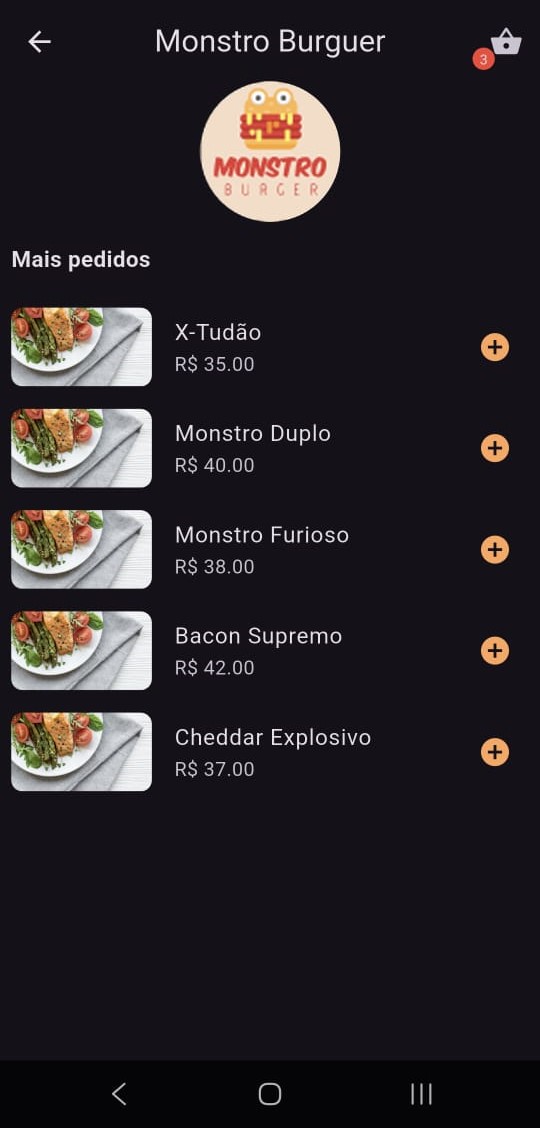 Monstro Burguer
3
MONSTRO
BURGER
Mais pedidos
X-Tudão
R$ 35.00
Monstro Duplo
R$ 40.00
Monstro Furioso
R$ 38.00
Bacon Supremo
R$ 42.00
Cheddar Explosivo
R$ 37.00